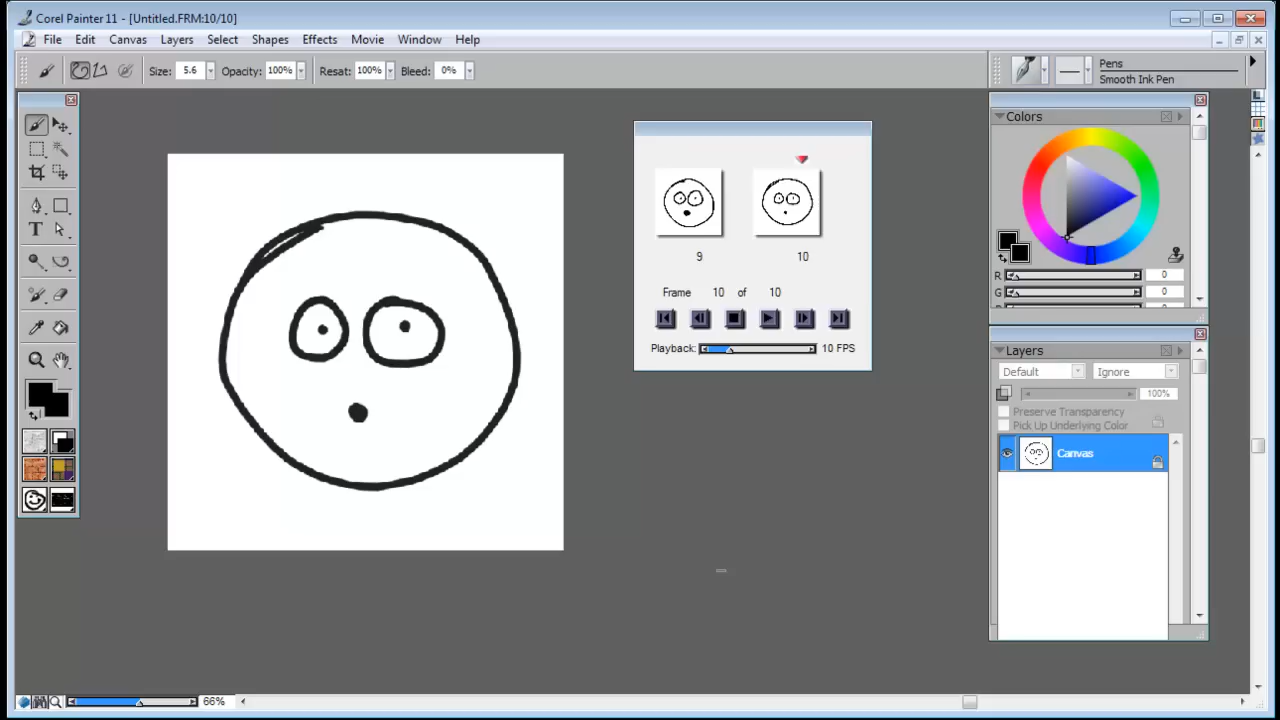 Corel Painter 11 - [Untitled.FRM:10/10]
File Edit Canvas Layers Select Shapes Effects Movie Window Help
Size: 5.6 Opacity: 100% Resat: 100% Bleed: 0%
Pens
Smooth Ink Pen
Colors
R 0
G 0
9 10
Frame 10 of 10
Playback: 10 FPS
Layers
Default Ignore
100%
Preserve Transparency
Pick Up Underlying Color
Canvas
66%